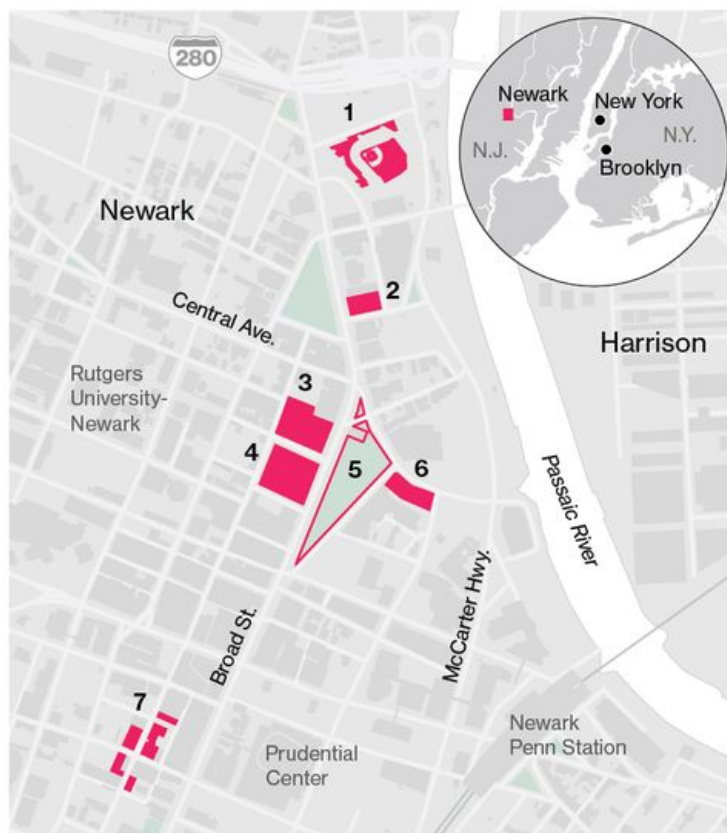 280
1
Newark
New York
N.J.
N.Y.
Brooklyn
Newark
2
Central Ave.
Harrison
Rutgers
University-
Newark
3
4
5
6
Passaic River
McCarter Hwy.
Broad St.
7
Prudential
Center
Newark
Penn Station